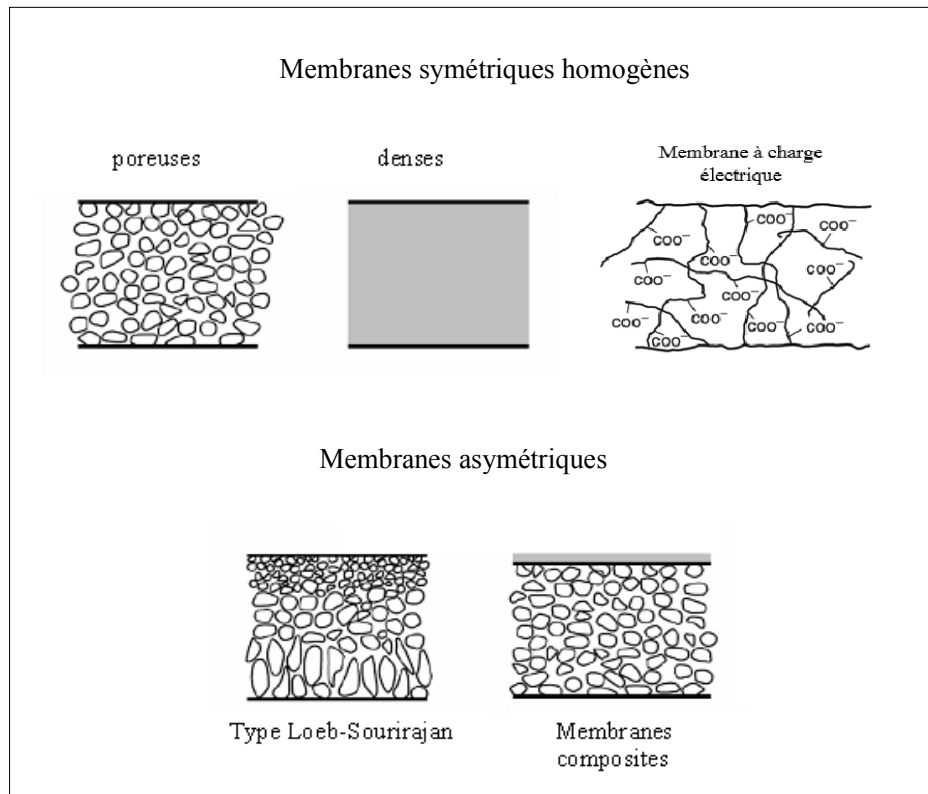 Membranes symétriques homogènes
poreuses
denses
Membrane à charge
électrique
COO⁻
COO⁻
COO⁻
COO⁻
COO⁻
COO⁻
COO⁻
COO⁻
COO⁻
COO⁻
COO⁻
COO⁻
Membranes asymétriques
Type Loeb-Sourirajan
Membranes
composites